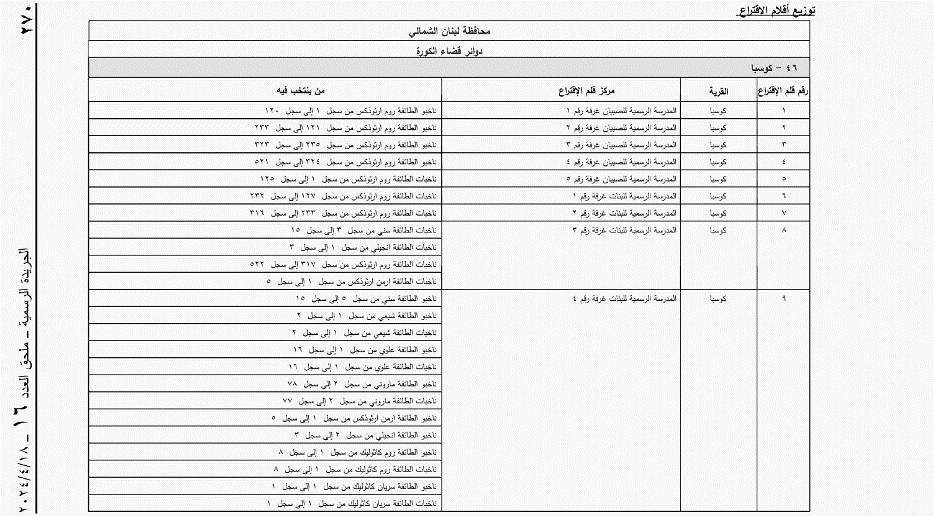 توزيع أقلام الاقتراع
٢٧٠
الجريدة الرسمية - ملحق العدد ١٦ - ٢٠٢٤/٤/١٨
محافظة لبنان الشمالي
دوائر قضاء الكورة
٤٦ - كوسبا
رقم قلم الإقتراع القرية مركز قلم الإقتراع من ينتخب فيه
١ كوسبا المدرسة الرسمية للصبيان غرفة رقم ١ ناخبو الطائفة روم ارثوذكس من سجل ١ إلى سجل ١٢٠
٢ كوسبا المدرسة الرسمية للصبيان غرفة رقم ٢ ناخبو الطائفة روم ارثوذكس من سجل ١٢١ إلى سجل ٢٣٣
٣ كوسبا المدرسة الرسمية للصبيان غرفة رقم ٣ ناخبو الطائفة روم ارثوذكس من سجل ٢٣٥ إلى سجل ٣٢٣
٤ كوسبا المدرسة الرسمية للصبيان غرفة رقم ٤ ناخبو الطائفة روم ارثوذكس من سجل ٣٢٤ إلى سجل ٥٢١
٥ كوسبا المدرسة الرسمية للصبيان غرفة رقم ٥ ناخبات الطائفة روم ارثوذكس من سجل ١ إلى سجل ١٢٥
٦ كوسبا المدرسة الرسمية للبنات غرفة رقم ١ ناخبات الطائفة روم ارثوذكس من سجل ١٢٧ إلى سجل ٢٣٢
٧ كوسبا المدرسة الرسمية للبنات غرفة رقم ٢ ناخبات الطائفة روم ارثوذكس من سجل ٢٣٣ إلى سجل ٣١٦
٨ كوسبا المدرسة الرسمية للبنات غرفة رقم ٣ ناخبات الطائفة سني من سجل ٣ إلى سجل ١٥
ناخبات الطائفة انجيلي من سجل ١ إلى سجل ٣
ناخبات الطائفة روم ارثوذكس من سجل ٣١٧ إلى سجل ٥٢٢
ناخبات الطائفة ارمن ارثوذكس من سجل ١ إلى سجل ٥
٩ كوسبا المدرسة الرسمية للبنات غرفة رقم ٤ ناخبو الطائفة سني من سجل ٥ إلى سجل ١٥
ناخبو الطائفة شيعي من سجل ١ إلى سجل ٢
ناخبات الطائفة شيعي من سجل ١ إلى سجل ٢
ناخبو الطائفة علوي من سجل ١ إلى سجل ١٦
ناخبات الطائفة علوي من سجل ١ إلى سجل ١٦
ناخبو الطائفة ماروني من سجل ٢ إلى سجل ٧٨
ناخبات الطائفة ماروني من سجل ٢ إلى سجل ٧٧
ناخبو الطائفة ارمن ارثوذكس من سجل ١ إلى سجل ٥
ناخبو الطائفة انجيلي من سجل ٢ إلى سجل ٣
ناخبو الطائفة روم كاثوليك من سجل ١ إلى سجل ٨
ناخبات الطائفة روم كاثوليك من سجل ١ إلى سجل ٨
ناخبو الطائفة سريان كاثوليك من سجل ١ إلى سجل ١
ناخبات الطائفة سريان كاثوليك من سجل ١ إلى سجل ١